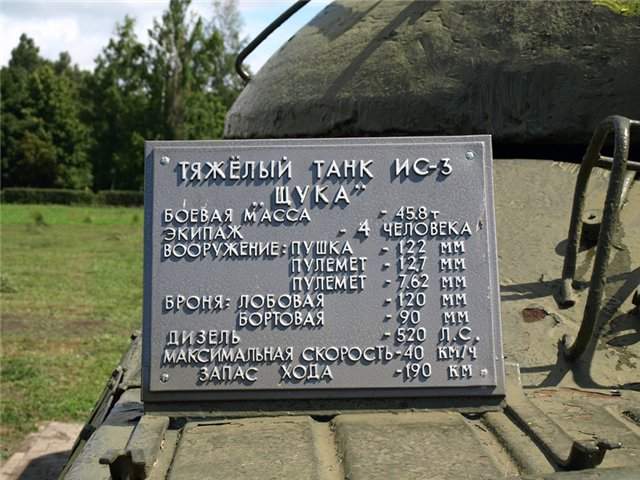 ТЯЖЁЛЫЙ ТАНК ИС-3
„ЩУКА"
БОЕВАЯ МАССА - 45.8 т
ЭКИПАЖ - 4 ЧЕЛОВЕКА
ВООРУЖЕНИЕ: ПУШКА - 122 ММ
ПУЛЕМЕТ - 12,7 ММ
ПУЛЕМЕТ - 7.62 ММ
БРОНЯ: ЛОБОВАЯ - 120 ММ
БОРТОВАЯ - 90 ММ
ДИЗЕЛЬ - 520 Л.С.
МАКСИМАЛЬНАЯ СКОРОСТЬ - 40 КМ/Ч
ЗАПАС ХОДА - 190 КМ